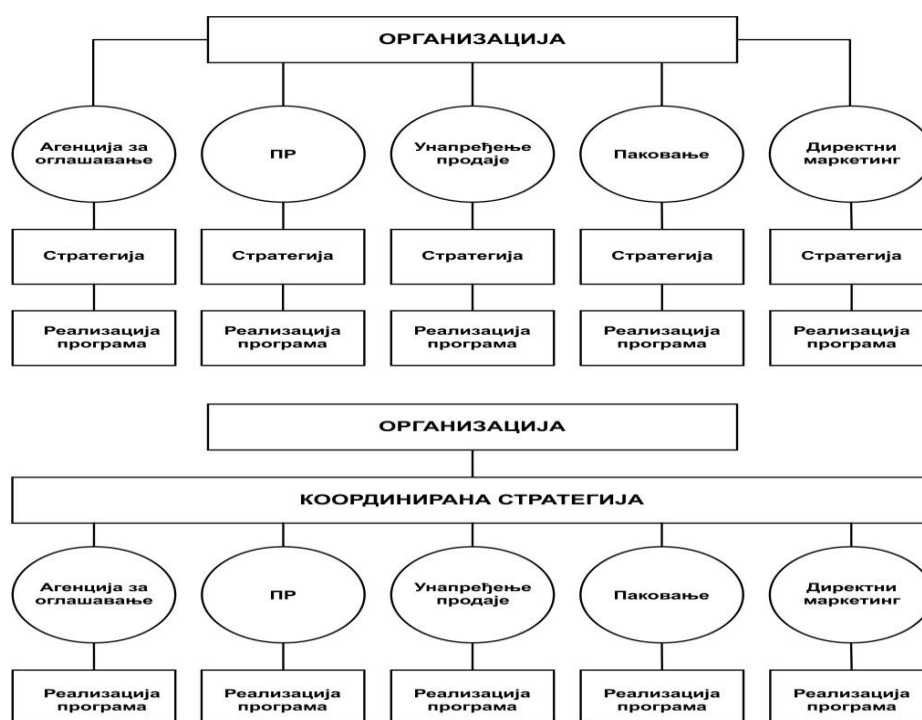 ОРГАНИЗАЦИЈА
Агенција за
оглашавање
ПР
Унапређење
продаје
Паковање
Директни
маркетинг
Стратегија
Стратегија
Стратегија
Стратегија
Стратегија
Реализација
програма
Реализација
програма
Реализација
програма
Реализација
програма
Реализација
програма
ОРГАНИЗАЦИЈА
КООРДИНИРАНА СТРАТЕГИЈА
Агенција за
оглашавање
ПР
Унапређење
продаје
Паковање
Директни
маркетинг
Реализација
програма
Реализација
програма
Реализација
програма
Реализација
програма
Реализација
програма